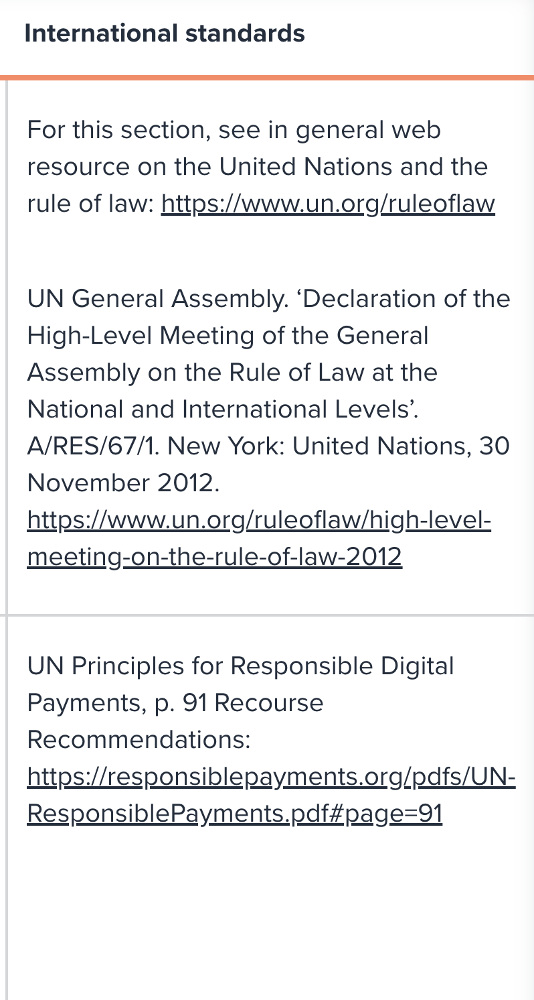 International standards
For this section, see in general web
resource on the United Nations and the
rule of law: https://www.un.org/ruleoflaw
UN General Assembly. ‘Declaration of the
High-Level Meeting of the General
Assembly on the Rule of Law at the
National and International Levels’.
A/RES/67/1. New York: United Nations, 30
November 2012.
https://www.un.org/ruleoflaw/high-level-
meeting-on-the-rule-of-law-2012
UN Principles for Responsible Digital
Payments, p. 91 Recourse
Recommendations:
https://responsiblepayments.org/pdfs/UN-
ResponsiblePayments.pdf#page=91